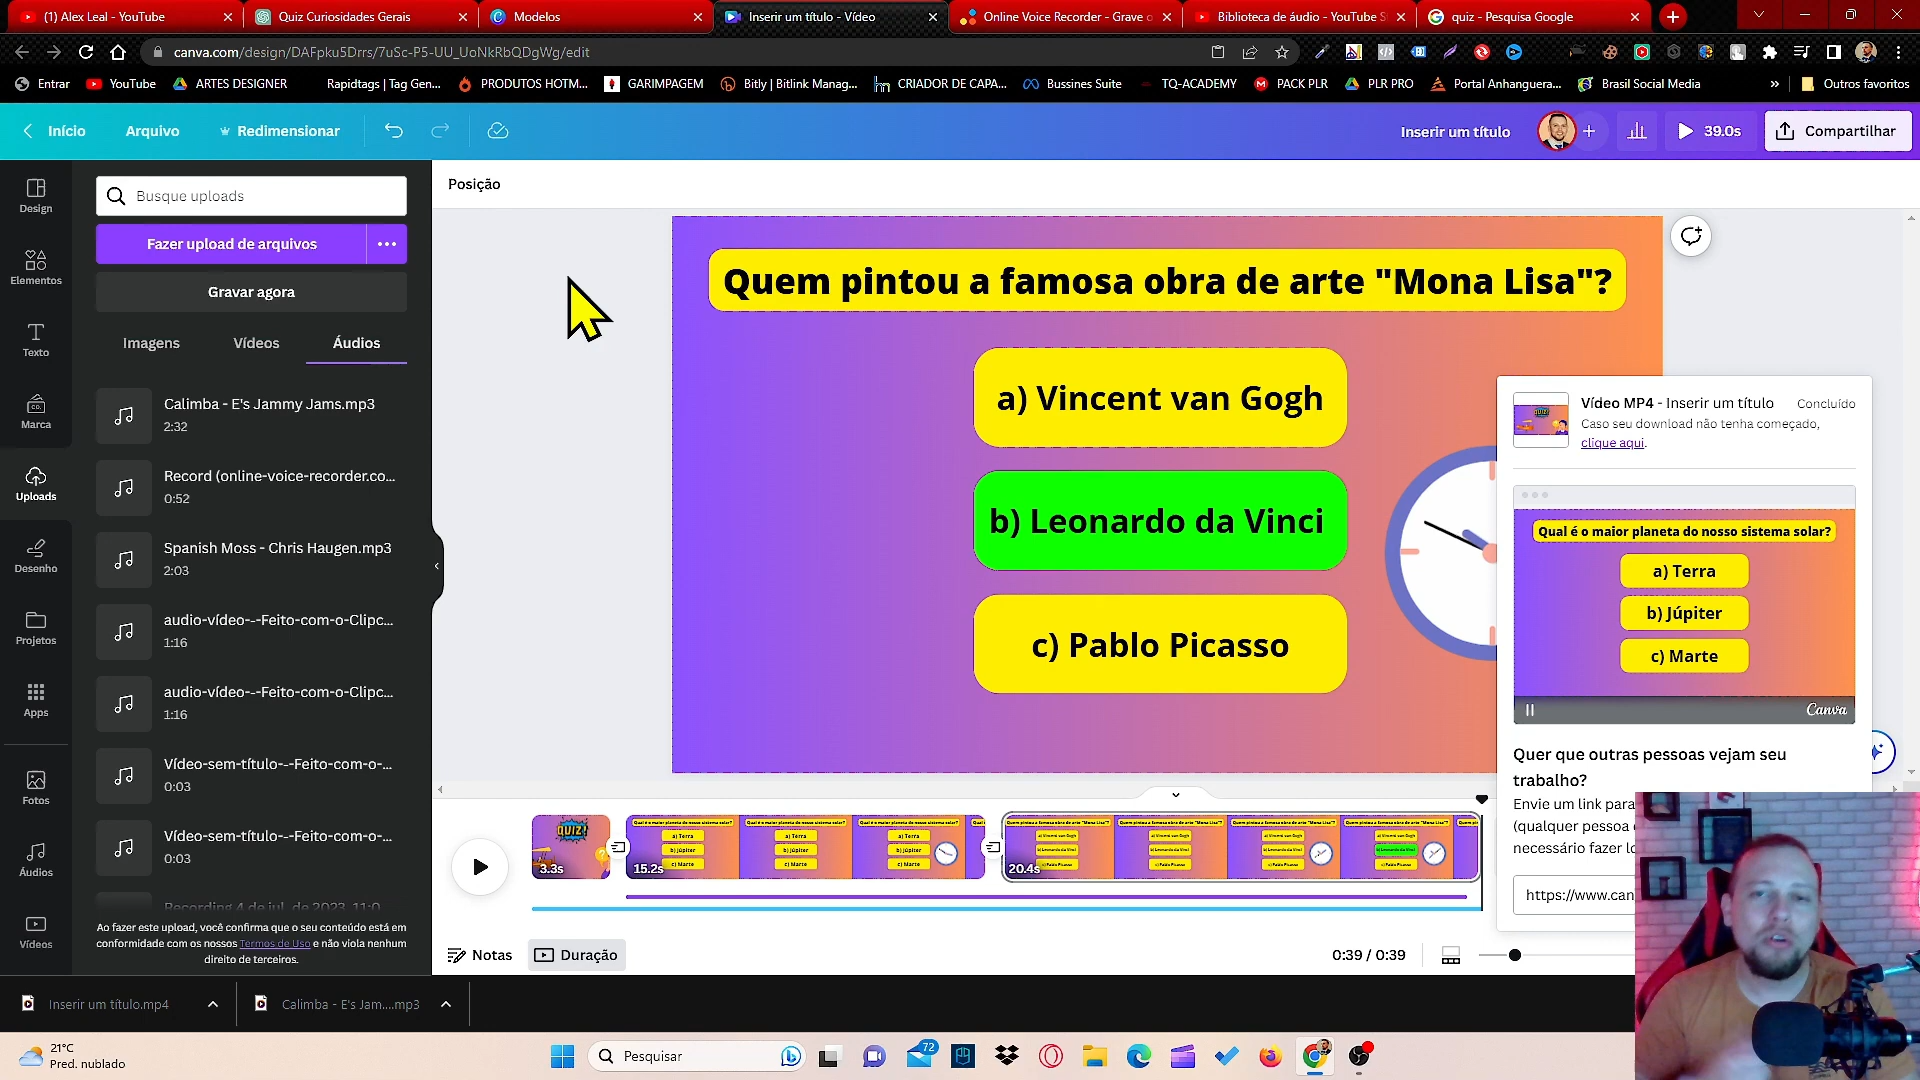 (1) Alex Leal - YouTube
Quiz Curiosidades Gerais
Modelos
Inserir um título - Vídeo
Online Voice Recorder - Grave o
Biblioteca de áudio - YouTube S
quiz - Pesquisa Google
canva.com/design/DAFpku5Drrs/7uSc-P5-UU_UoNkRbQDgWg/edit
Entrar
YouTube
ARTES DESIGNER
Rapidtags | Tag Gen...
PRODUTOS HOTM...
GARIMPAGEM
Bitly | Bitlink Manag...
CRIADOR DE CAPA...
Bussines Suite
TQ-ACADEMY
PACK PLR
PLR PRO
Portal Anhanguera...
Brasil Social Media
»
Outros favoritos
Início
Arquivo
Redimensionar
Inserir um título
39.0s
Compartilhar
Design
Elementos
Texto
Marca
Uploads
Desenho
Projetos
Apps
Fotos
Áudios
Vídeos
Busque uploads
Fazer upload de arquivos
Gravar agora
Imagens
Vídeos
Áudios
Calimba - E's Jammy Jams.mp3
2:32
Record (online-voice-recorder.co...
0:52
Spanish Moss - Chris Haugen.mp3
2:03
audio-vídeo-‐-Feito-com-o-Clipc...
1:16
audio-vídeo-‐-Feito-com-o-Clipc...
1:16
Vídeo-sem-título-‐-Feito-com-o-...
0:03
Vídeo-sem-título-‐-Feito-com-o-...
0:03
Recording 4 de jul. de 2023, 11:0
Ao fazer este upload, você confirma que o seu conteúdo está em
conformidade com os nossos Termos de Uso e não viola nenhum
direito de terceiros.
Posição
Quem pintou a famosa obra de arte "Mona Lisa"?
a) Vincent van Gogh
b) Leonardo da Vinci
c) Pablo Picasso
Vídeo MP4 - Inserir um título
Concluído
Caso seu download não tenha começado,
clique aqui.
Qual é o maior planeta do nosso sistema solar?
a) Terra
b) Júpiter
c) Marte
Canva
Quer que outras pessoas vejam seu
trabalho?
Envie um link para
(qualquer pessoa
necessário fazer lo
https://www.can
QUIZ!
3.3s
15.2s
20.4s
Notas
Duração
0:39 / 0:39
Inserir um título.mp4
Calimba - E's Jam....mp3
21°C
Pred. nublado
Pesquisar
72